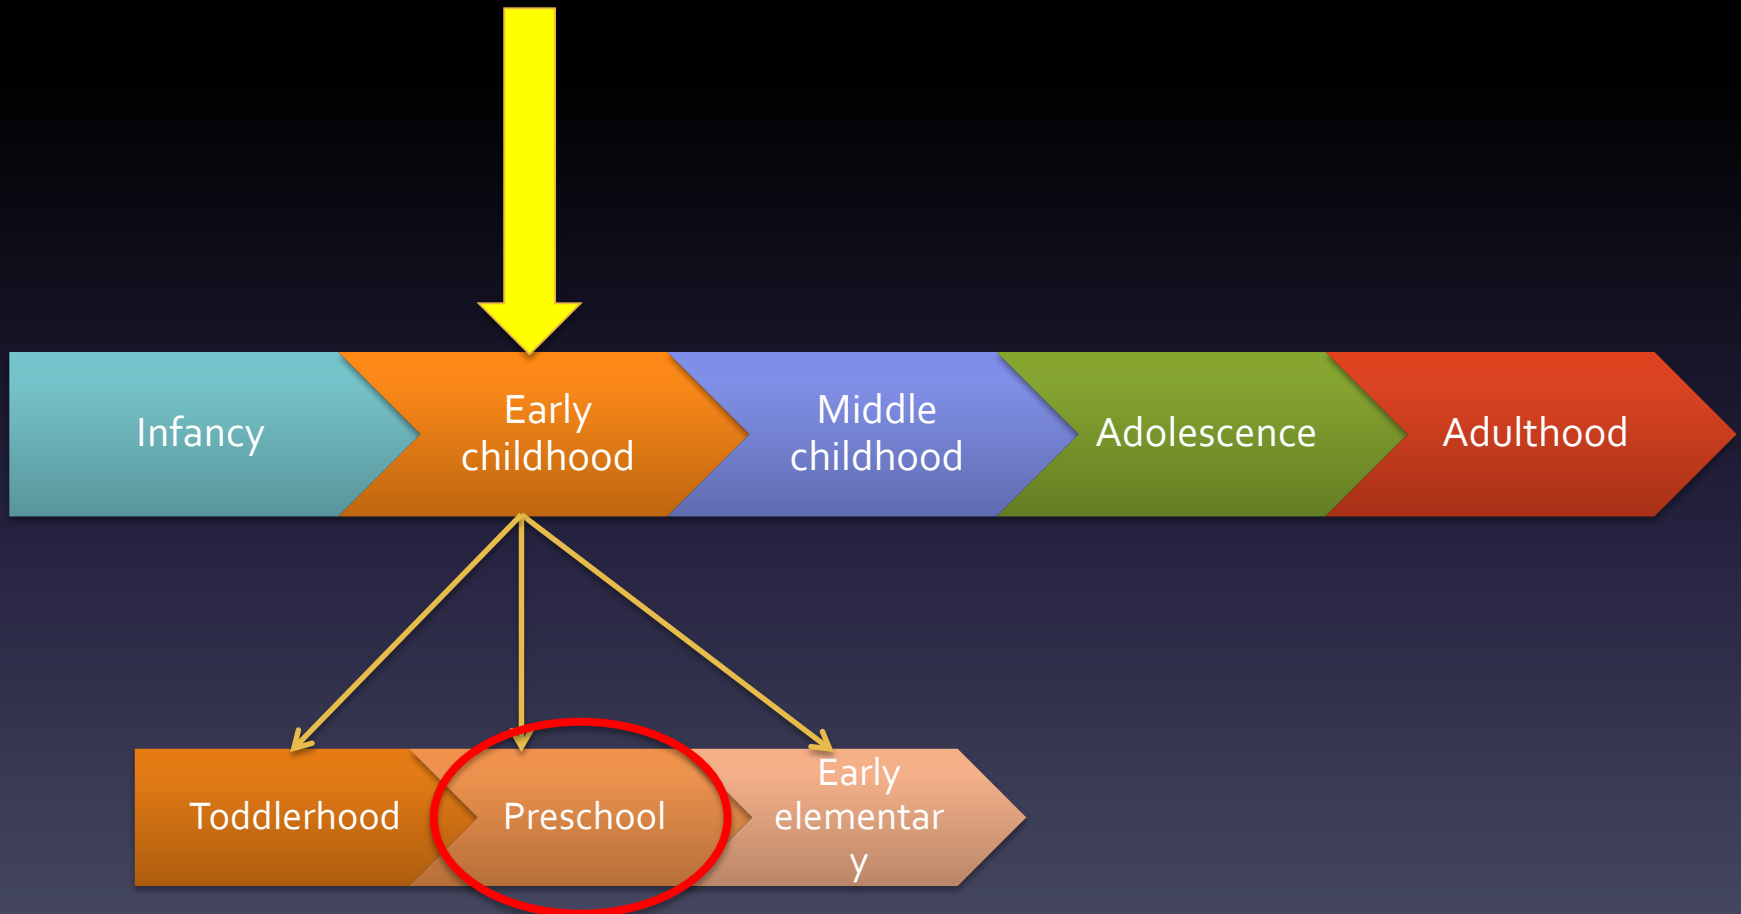 Infancy
Early
childhood
Middle
childhood
Adolescence
Adulthood
Toddlerhood
Preschool
Early
elementar
y